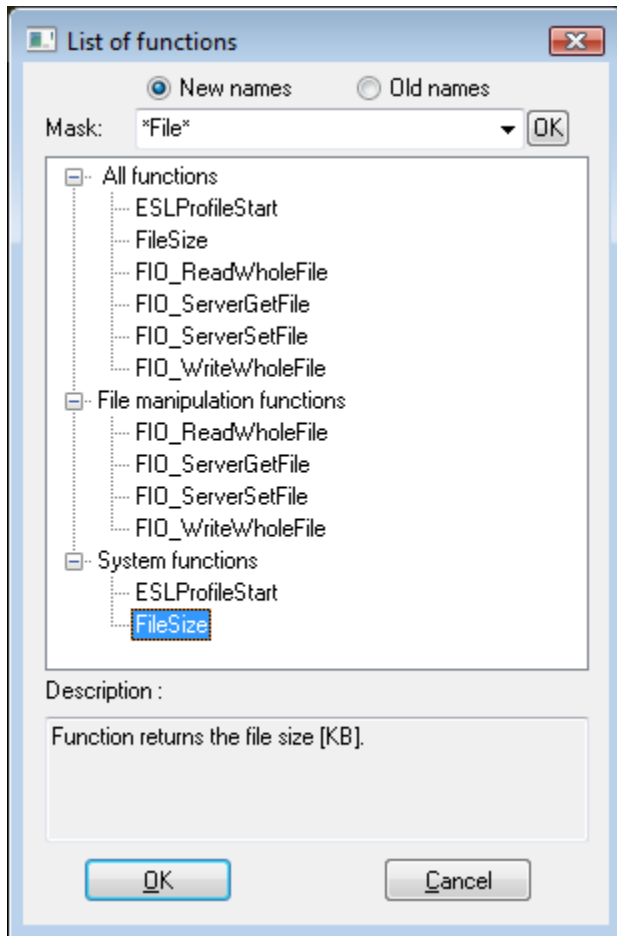 List of functions
New names Old names
Mask: *File* OK
All functions
ESLProfileStart
FileSize
FIO_ReadWholeFile
FIO_ServerGetFile
FIO_ServerSetFile
FIO_WriteWholeFile
File manipulation functions
FIO_ReadWholeFile
FIO_ServerGetFile
FIO_ServerSetFile
FIO_WriteWholeFile
System functions
ESLProfileStart
FileSize
Description :
Function returns the file size [KB].
OK Cancel